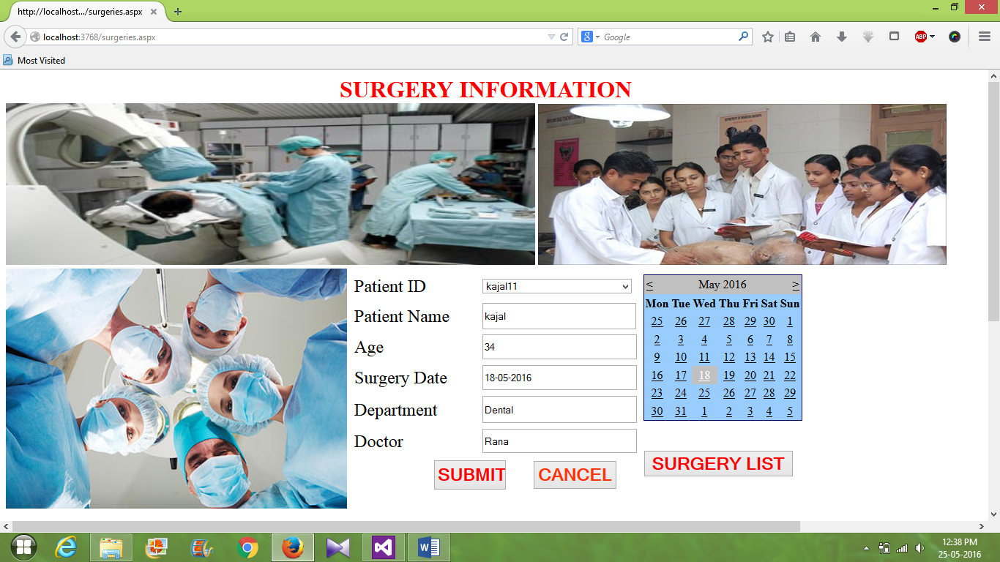 http://localhost.../surgeries.aspx
localhost:3768/surgeries.aspx
Google
ABP
Most Visited
SURGERY INFORMATION
Patient ID kajal11
Patient Name kajal
Age 34
Surgery Date 18-05-2016
Department Dental
Doctor Rana
SUBMIT CANCEL
< May 2016 >
Mon Tue Wed Thu Fri Sat Sun
25 26 27 28 29 30 1
2 3 4 5 6 7 8
9 10 11 12 13 14 15
16 17 18 19 20 21 22
23 24 25 26 27 28 29
30 31 1 2 3 4 5
SURGERY LIST
12:38 PM
25-05-2016